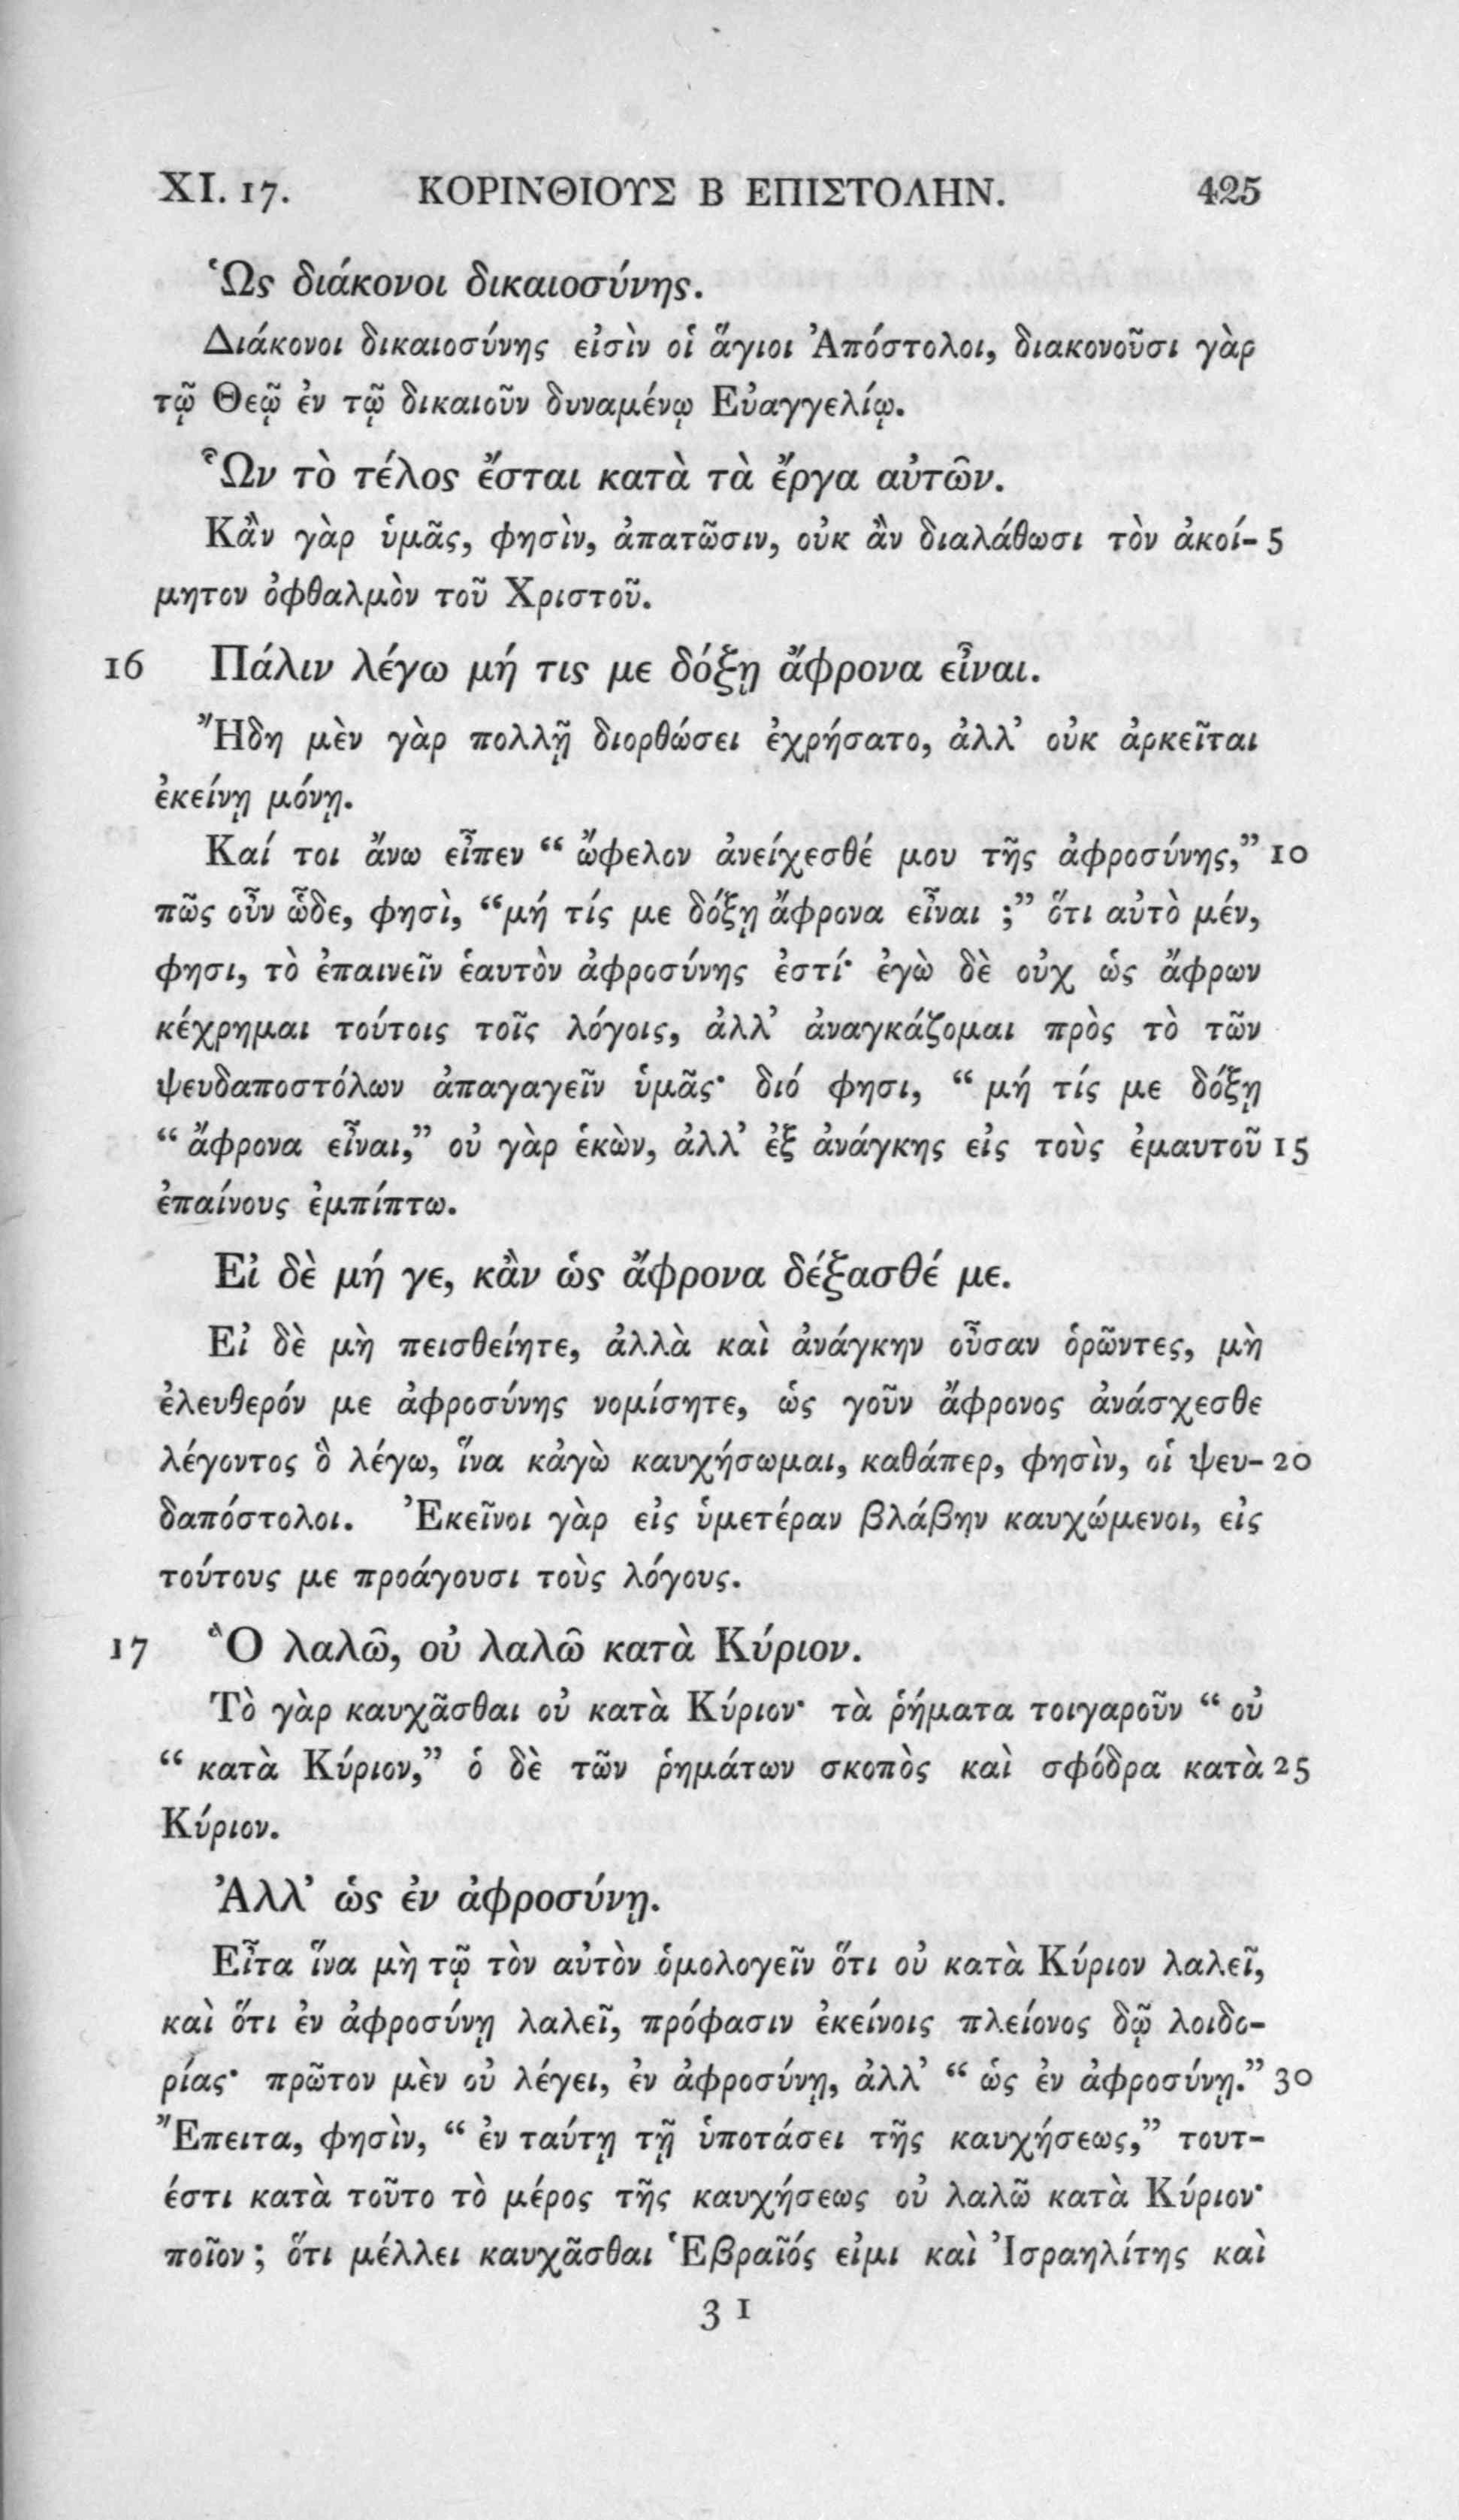 XI. 17. ΚΟΡΙΝΘΙΟΥΣ Β ΕΠΙΣΤΟΛΗΝ. 425
Ὡς διάκονοι δικαιοσύνης.
Διάκονοι δικαιοσύνης εἰσὶν οἱ ἅγιοι Ἀπόστολοι, διακονοῦσι γὰρ
τῷ Θεῷ ἐν τῷ δικαιοῦν δυναμένῳ Εὐαγγελίῳ.
Ὧν τὸ τέλος ἔσται κατὰ τὰ ἔργα αὐτῶν.
Κἂν γὰρ ὑμᾶς, φησὶν, ἀπατῶσιν, οὐκ ἂν διαλάθωσι τὸν ἀκοί- 5
μητον ὀφθαλμὸν τοῦ Χριστοῦ.
16 Πάλιν λέγω μή τις με δόξῃ ἄφρονα εἶναι.
Ἤδη μὲν γὰρ πολλῇ διορθώσει ἐχρήσατο, ἀλλ’ οὐκ ἀρκεῖται
ἐκείνῃ μόνῃ.
Καί τοι ἄνω εἶπεν “ ὤφελον ἀνείχεσθέ μου τῆς ἀφροσύνης,” 10
πῶς οὖν ὧδε, φησὶ, “μή τίς με δόξῃ ἄφρονα εἶναι ;” ὅτι αὐτὸ μέν,
φησι, τὸ ἐπαινεῖν ἑαυτὸν ἀφροσύνης ἐστί· ἐγὼ δὲ οὐχ ὡς ἄφρων
κέχρημαι τούτοις τοῖς λόγοις, ἀλλ’ ἀναγκάζομαι πρὸς τὸ τῶν
ψευδαποστόλων ἀπαγαγεῖν ὑμᾶς· διό φησι, “ μή τίς με δόξῃ
“ ἄφρονα εἶναι,” οὐ γὰρ ἑκὼν, ἀλλ’ ἐξ ἀνάγκης εἰς τοὺς ἐμαυτοῦ 15
ἐπαίνους ἐμπίπτω.
Εἰ δὲ μή γε, κἂν ὡς ἄφρονα δέξασθέ με.
Εἰ δὲ μὴ πεισθείητε, ἀλλὰ καὶ ἀνάγκην οὖσαν ὁρῶντες, μὴ
ἐλευθερόν με ἀφροσύνης νομίσητε, ὡς γοῦν ἄφρονος ἀνάσχεσθε
λέγοντος ὃ λέγω, ἵνα κἀγὼ καυχήσωμαι, καθάπερ, φησὶν, οἱ ψευ- 20
δαπόστολοι. Ἐκεῖνοι γὰρ εἰς ὑμετέραν βλάβην καυχώμενοι, εἰς
τούτους με προάγουσι τοὺς λόγους.
17 Ὃ λαλῶ, οὐ λαλῶ κατὰ Κύριον.
Τὸ γὰρ καυχᾶσθαι οὐ κατὰ Κύριον· τὰ ῥήματα τοιγαροῦν “ οὐ
“ κατὰ Κύριον,” ὁ δὲ τῶν ῥημάτων σκοπὸς καὶ σφόδρα κατὰ 25
Κύριον.
Ἀλλ’ ὡς ἐν ἀφροσύνῃ.
Εἶτα ἵνα μὴ τῷ τὸν αὐτὸν ὁμολογεῖν ὅτι οὐ κατὰ Κύριον λαλεῖ,
καὶ ὅτι ἐν ἀφροσύνῃ λαλεῖ, πρόφασιν ἐκείνοις πλείονος δῷ λοιδο-
ρίας· πρῶτον μὲν οὐ λέγει, ἐν ἀφροσύνῃ, ἀλλ’ “ ὡς ἐν ἀφροσύνῃ.” 30
Ἔπειτα, φησὶν, “ ἐν ταύτῃ τῇ ὑποτάσει τῆς καυχήσεως,” τουτ-
έστι κατὰ τοῦτο τὸ μέρος τῆς καυχήσεως οὐ λαλῶ κατὰ Κύριον·
ποῖον ; ὅτι μέλλει καυχᾶσθαι Ἑβραῖός εἰμι καὶ Ἰσραηλίτης καὶ
3 I